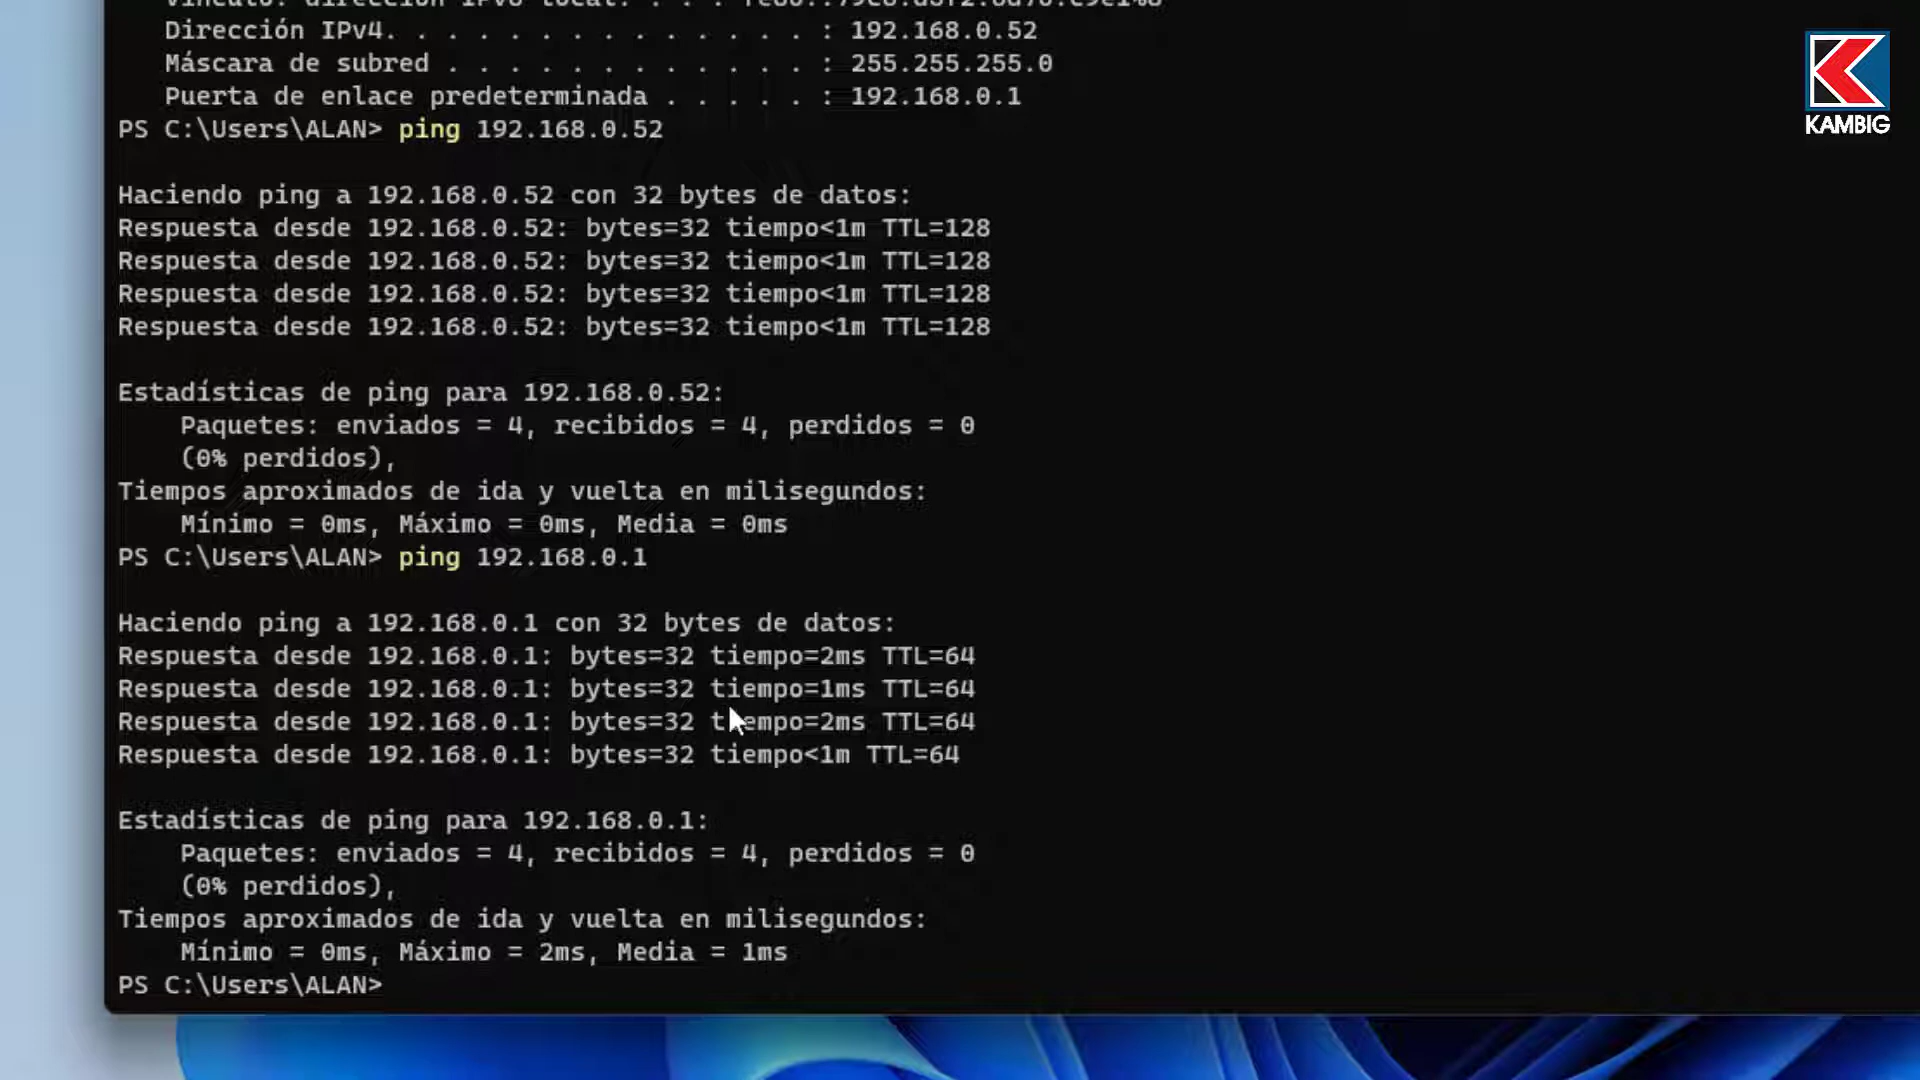 Dirección IPv4. . . . . . . . . . . . . . : 192.168.0.52
Máscara de subred . . . . . . . . . . . . : 255.255.255.0
Puerta de enlace predeterminada . . . . . : 192.168.0.1
PS C:\Users\ALAN> ping 192.168.0.52
Haciendo ping a 192.168.0.52 con 32 bytes de datos:
Respuesta desde 192.168.0.52: bytes=32 tiempo<1m TTL=128
Respuesta desde 192.168.0.52: bytes=32 tiempo<1m TTL=128
Respuesta desde 192.168.0.52: bytes=32 tiempo<1m TTL=128
Respuesta desde 192.168.0.52: bytes=32 tiempo<1m TTL=128
Estadísticas de ping para 192.168.0.52:
Paquetes: enviados = 4, recibidos = 4, perdidos = 0
(0% perdidos),
Tiempos aproximados de ida y vuelta en milisegundos:
Mínimo = 0ms, Máximo = 0ms, Media = 0ms
PS C:\Users\ALAN> ping 192.168.0.1
Haciendo ping a 192.168.0.1 con 32 bytes de datos:
Respuesta desde 192.168.0.1: bytes=32 tiempo=2ms TTL=64
Respuesta desde 192.168.0.1: bytes=32 tiempo=1ms TTL=64
Respuesta desde 192.168.0.1: bytes=32 tiempo=2ms TTL=64
Respuesta desde 192.168.0.1: bytes=32 tiempo<1m TTL=64
Estadísticas de ping para 192.168.0.1:
Paquetes: enviados = 4, recibidos = 4, perdidos = 0
(0% perdidos),
Tiempos aproximados de ida y vuelta en milisegundos:
Mínimo = 0ms, Máximo = 2ms, Media = 1ms
PS C:\Users\ALAN>
KAMBIG